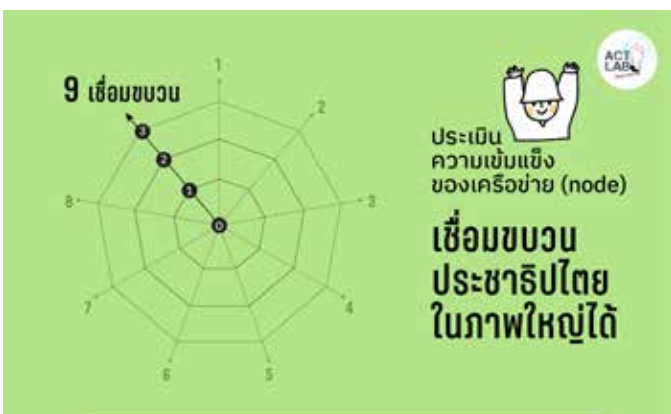 ACT
LAB
9 เชื่อมขบวน
1
2
3
4
5
6
7
8
3
2
1
0
ประเมิน
ความเข้มแข็ง
ของเครือข่าย (node)
เชื่อมขบวน
ประชาธิปไตย
ในภาพใหญ่ได้